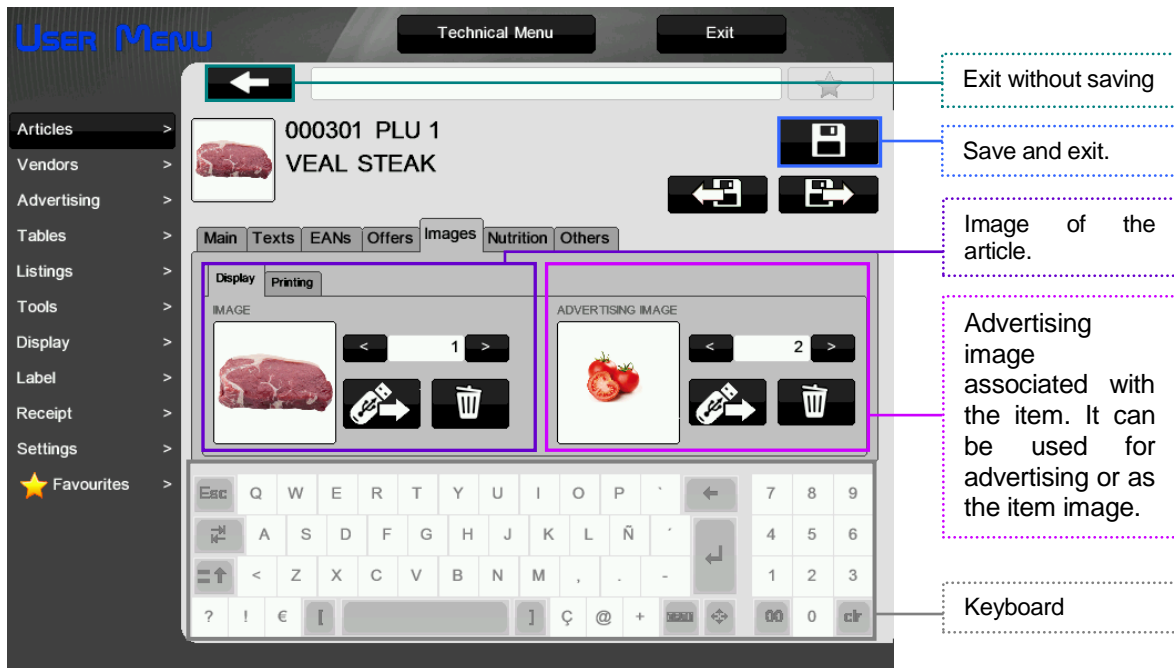 USER MENU
Technical Menu
Exit
Exit without saving
Articles >
000301 PLU 1
VEAL STEAK
Save and exit.
Vendors >
Advertising >
Tables >
Listings >
Tools >
Display >
Label >
Receipt >
Settings >
Favourites >
Main Texts EANs Offers Images Nutrition Others
Image of the
article.
Display Printing
IMAGE
< 1 >
ADVERTISING IMAGE
< 2 >
Advertising
image
associated with
the item. It can
be used for
advertising or as
the item image.
Esc Q W E R T Y U I O P ` 7 8 9
A S D F G H J K L Ñ ´ 4 5 6
< Z X C V B N M , . - 1 2 3
? ! € [ ] Ç @ + 00 0 clr
Keyboard